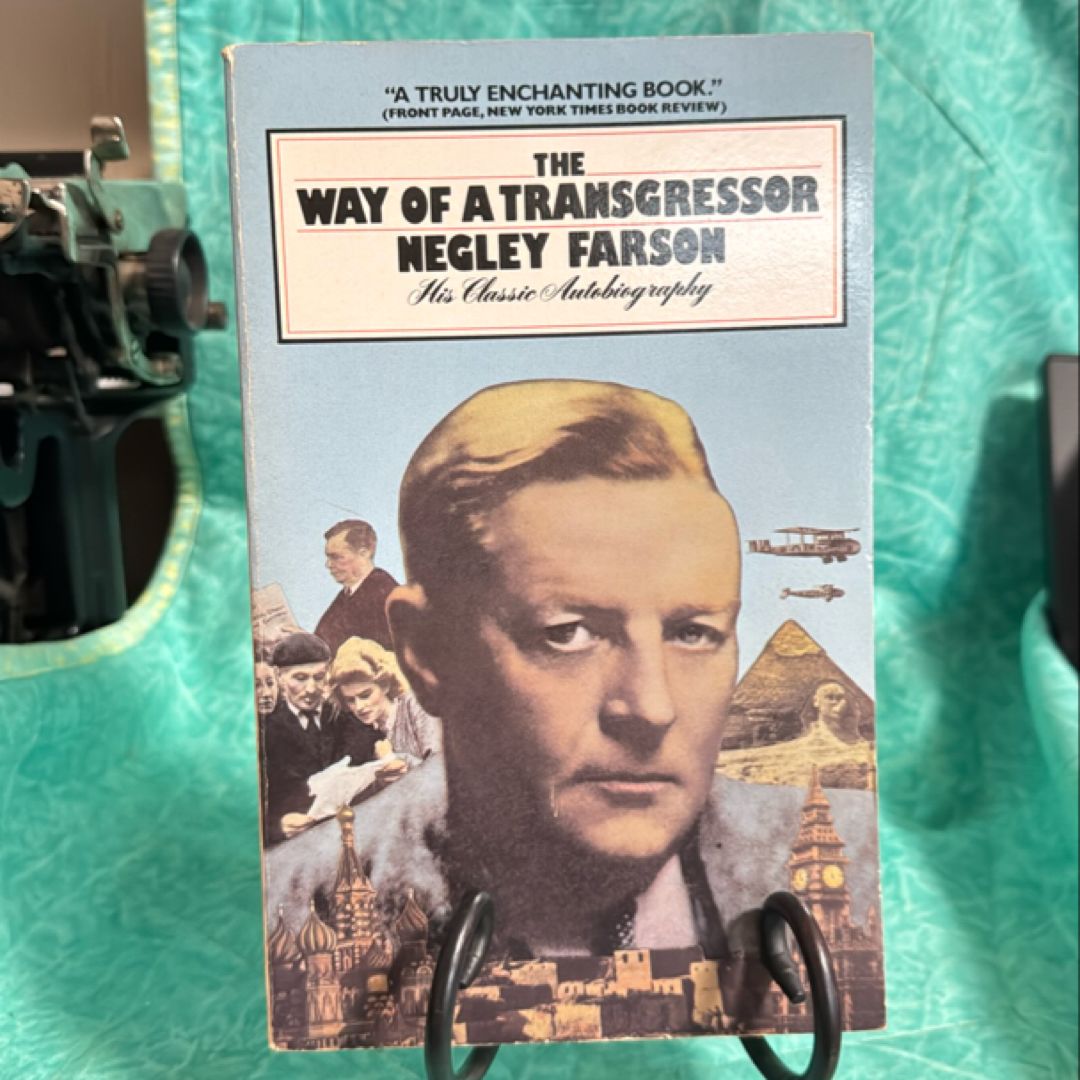 “A TRULY ENCHANTING BOOK.”
(FRONT PAGE, NEW YORK TIMES BOOK REVIEW)
THE
WAY OF A TRANSGRESSOR
NEGLEY FARSON
His Classic Autobiography